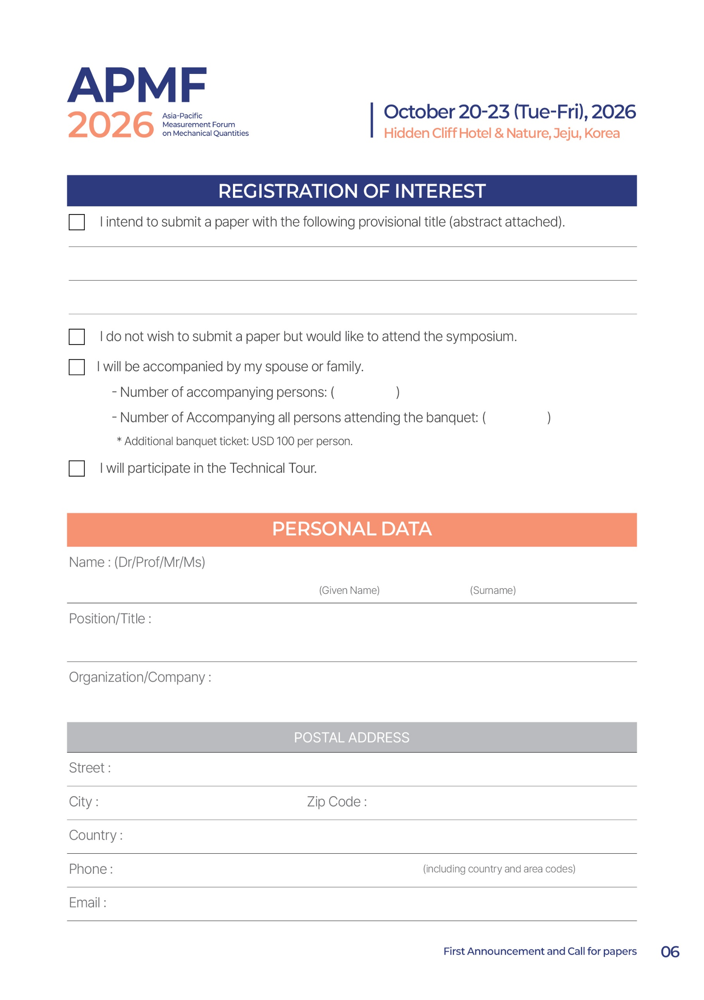 APMF
2026
Asia-Pacific
Measurement Forum
on Mechanical Quantities
October 20-23 (Tue-Fri), 2026
Hidden Cliff Hotel & Nature, Jeju, Korea
REGISTRATION OF INTEREST
I intend to submit a paper with the following provisional title (abstract attached).
I do not wish to submit a paper but would like to attend the symposium.
I will be accompanied by my spouse or family.
- Number of accompanying persons: ( )
- Number of Accompanying all persons attending the banquet: ( )
* Additional banquet ticket: USD 100 per person.
I will participate in the Technical Tour.
PERSONAL DATA
Name : (Dr/Prof/Mr/Ms)
(Given Name) (Surname)
Position/Title :
Organization/Company :
POSTAL ADDRESS
Street :
City : Zip Code :
Country :
Phone : (including country and area codes)
Email :
First Announcement and Call for papers 06